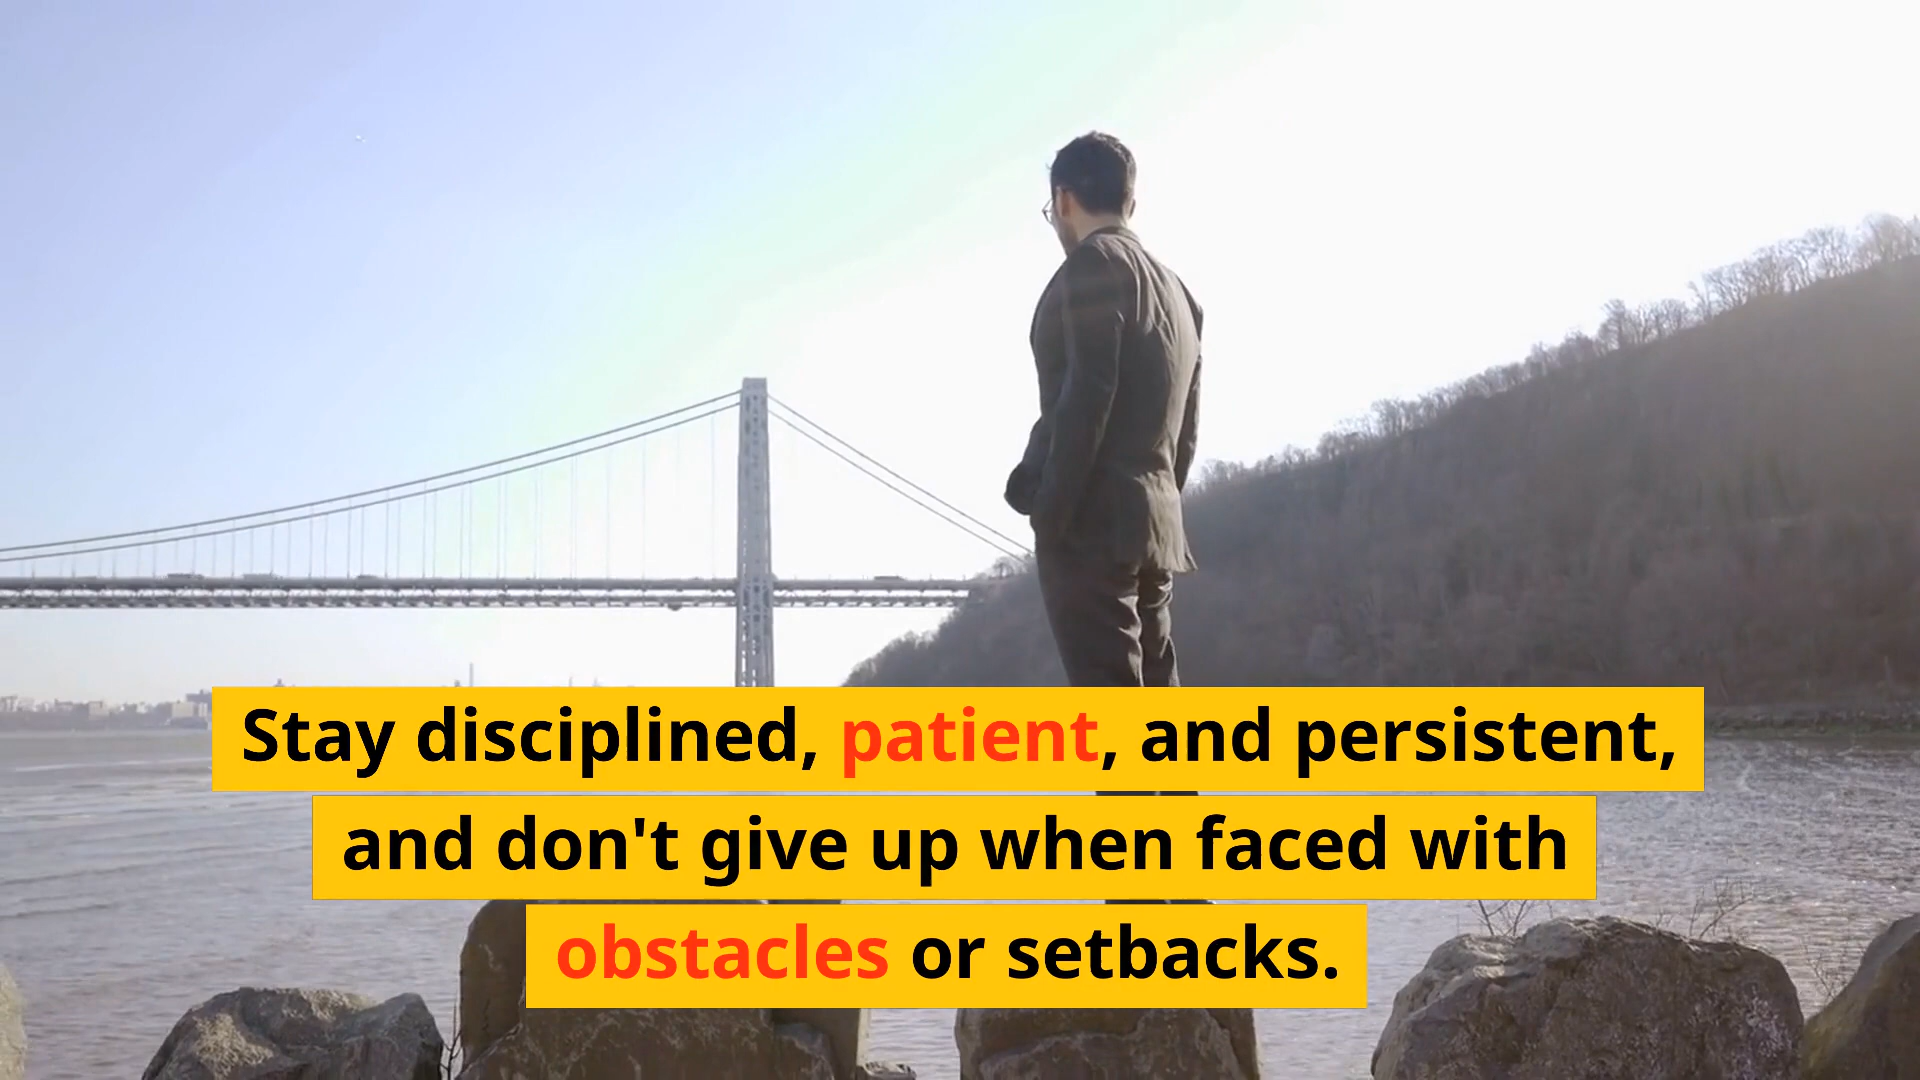 Stay disciplined, patient, and persistent,
and don't give up when faced with
obstacles or setbacks.